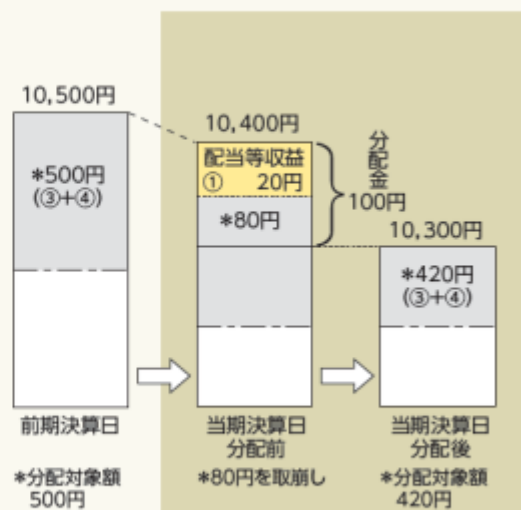 10,500円
*500円
(③+④)
前期決算日
*分配対象額
500円
10,400円
配当等収益
① 20円
*80円
分配金
100円
当期決算日
分配前
*80円を取崩し
10,300円
*420円
(③+④)
当期決算日
分配後
*分配対象額
420円